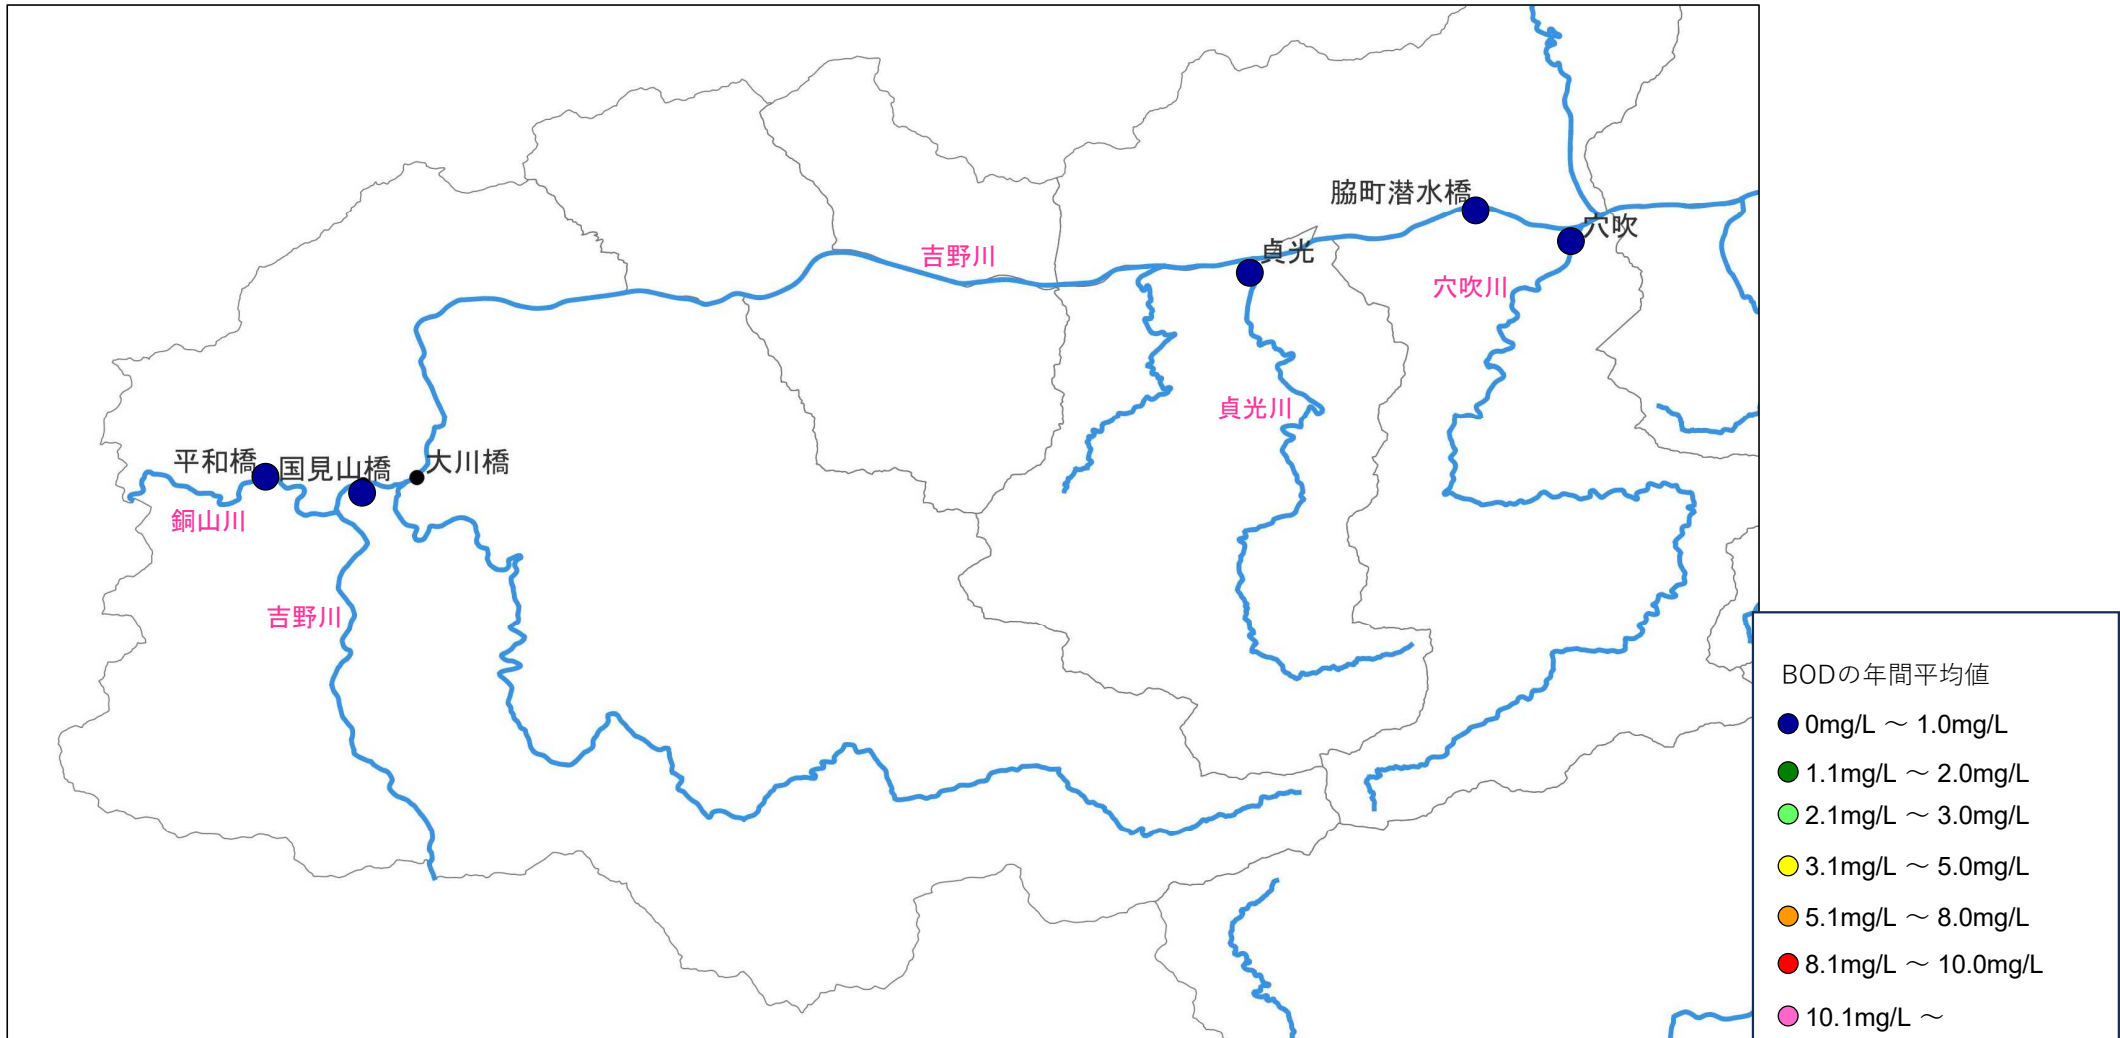 脇町潜水橋
穴吹
吉野川
貞光
穴吹川
貞光川
平和橋
国見山橋
大川橋
銅山川
吉野川
BODの年間平均値
0mg/L ～ 1.0mg/L
1.1mg/L ～ 2.0mg/L
2.1mg/L ～ 3.0mg/L
3.1mg/L ～ 5.0mg/L
5.1mg/L ～ 8.0mg/L
8.1mg/L ～ 10.0mg/L
10.1mg/L ～